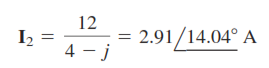 I₂ = 12 / (4 − j) = 2.91/14.04° A